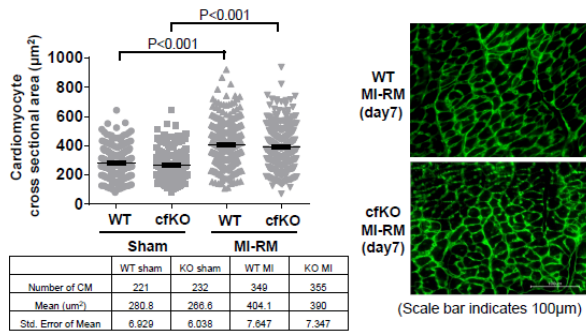 P<0.001
P<0.001
Cardiomyocyte
cross sectional area (µm²)
1000
800
600
400
200
0
WT cfKO WT cfKO
Sham MI-RM
WT sham KO sham WT MI KO MI
Number of CM 221 232 349 355
Mean (um²) 280.8 266.6 404.1 390
Std. Error of Mean 6.929 6.038 7.647 7.347
WT
MI-RM
(day7)
cfKO
MI-RM
(day7)
(Scale bar indicates 100µm)